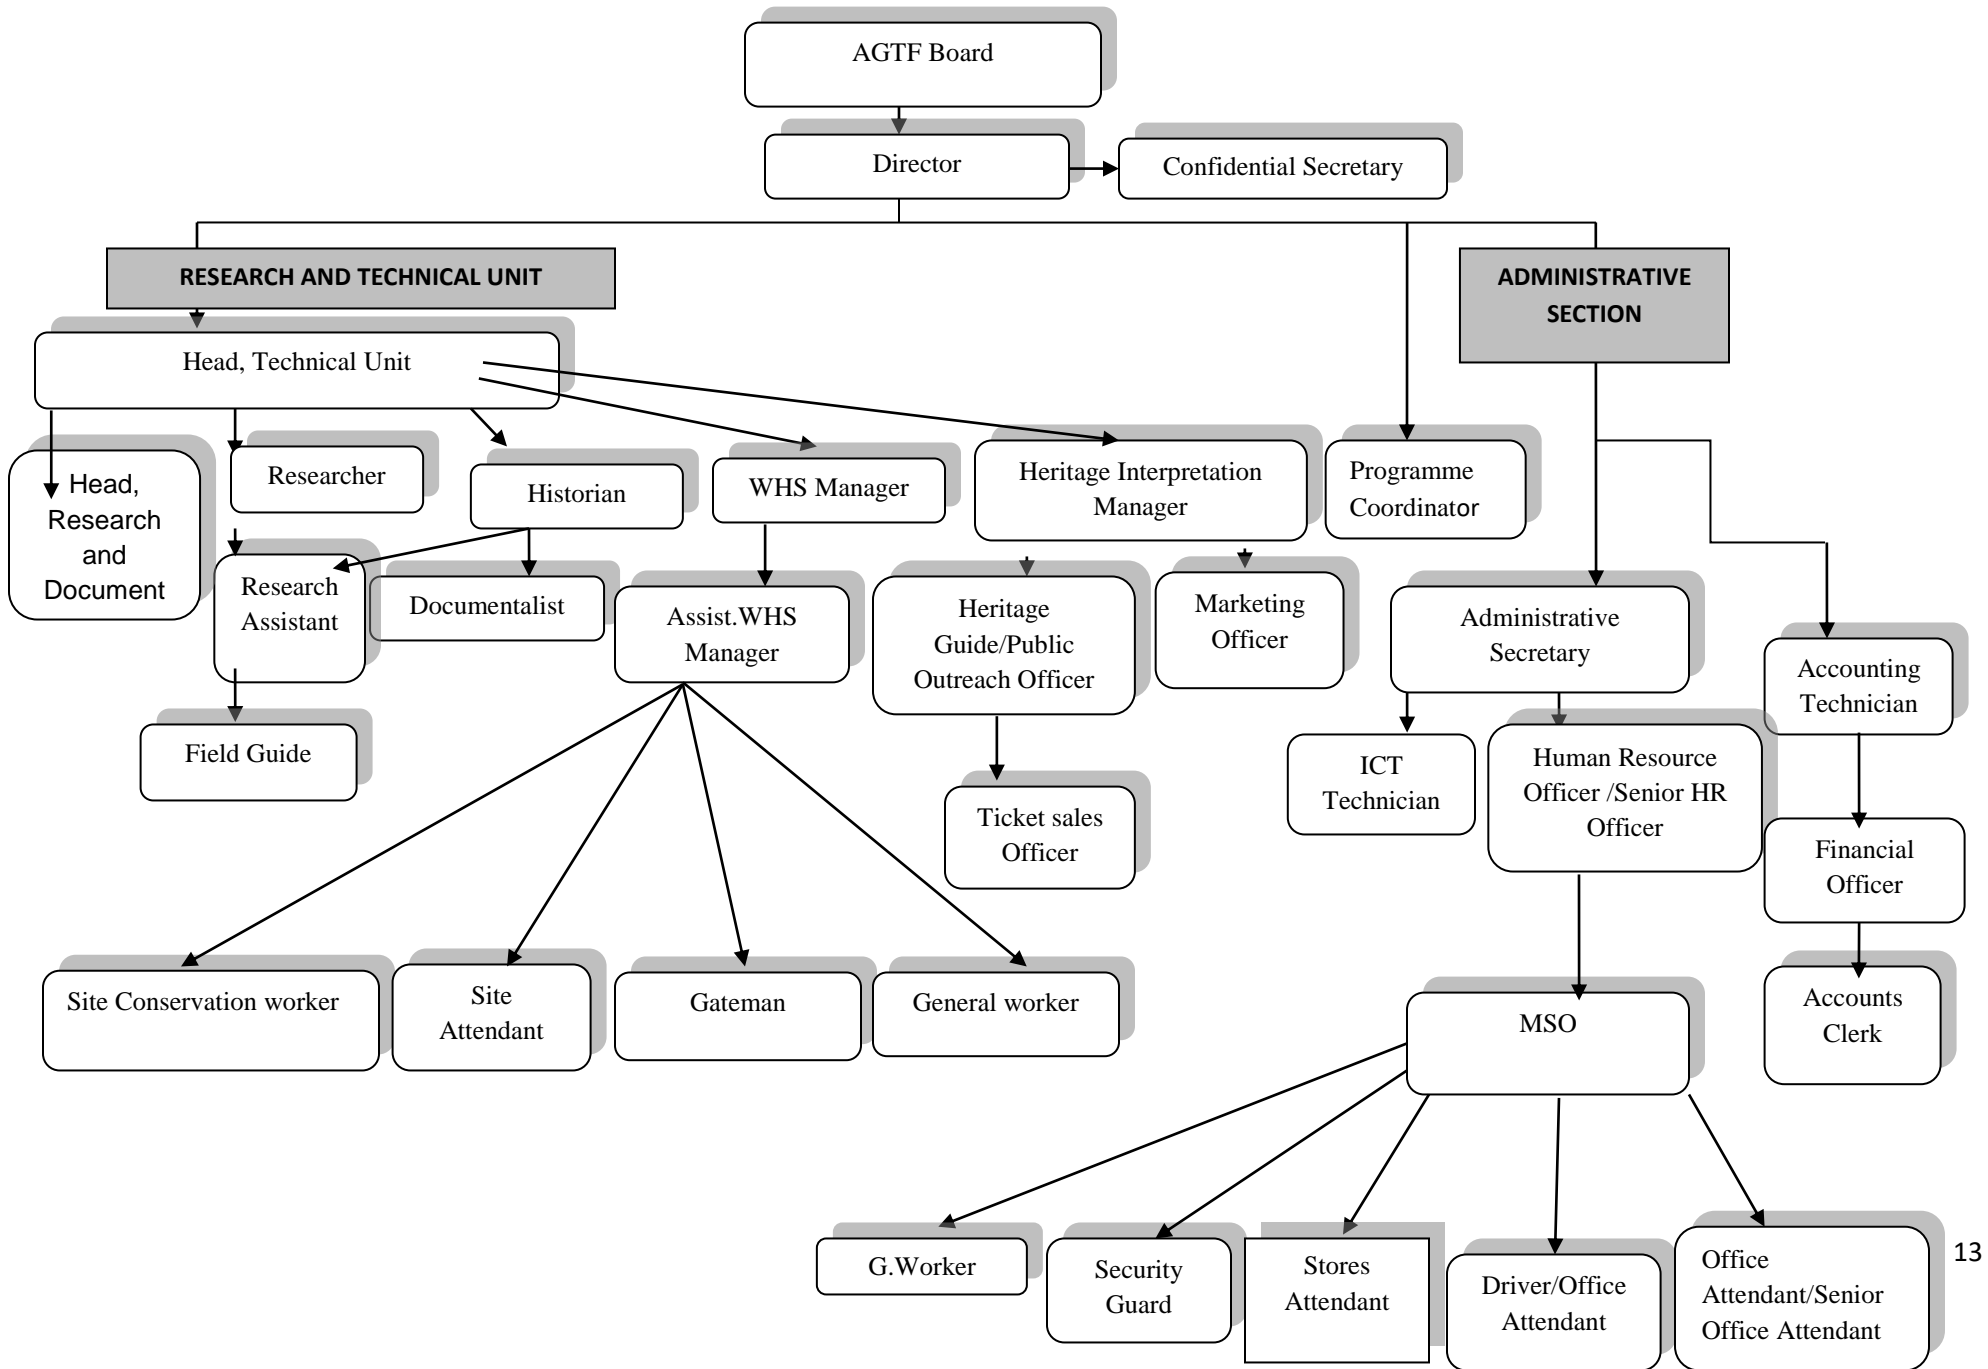 AGTF Board
Director
Confidential Secretary
RESEARCH AND TECHNICAL UNIT
ADMINISTRATIVE
SECTION
Head, Technical Unit
Head,
Research
and
Document
Researcher
Historian
WHS Manager
Heritage Interpretation
Manager
Programme
Coordinator
Research
Assistant
Documentalist
Assist.WHS
Manager
Heritage
Guide/Public
Outreach Officer
Marketing
Officer
Administrative
Secretary
Accounting
Technician
Field Guide
Ticket sales
Officer
ICT
Technician
Human Resource
Officer /Senior HR
Officer
Financial
Officer
Site Conservation worker
Site
Attendant
Gateman
General worker
MSO
Accounts
Clerk
G.Worker
Security
Guard
Stores
Attendant
Driver/Office
Attendant
Office
Attendant/Senior
Office Attendant
13